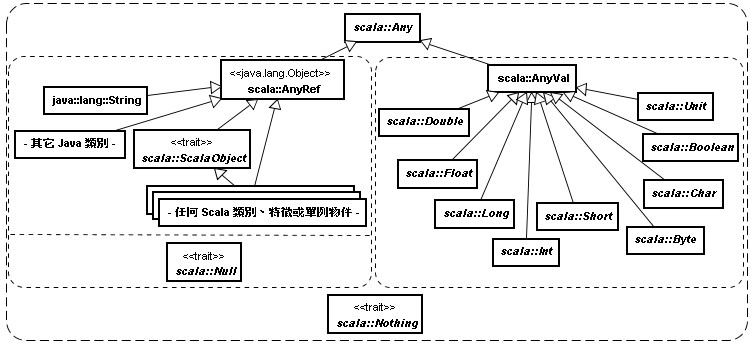 scala::Any
<<java.lang.Object>>
scala::AnyRef
scala::AnyVal
java::lang::String
- 其它 Java 類別 -
<<trait>>
scala::ScalaObject
- 任何 Scala 類別、特徵或單例物件 -
scala::Double
scala::Float
scala::Long
scala::Int
scala::Short
scala::Byte
scala::Char
scala::Boolean
scala::Unit
<<trait>>
scala::Null
<<trait>>
scala::Nothing